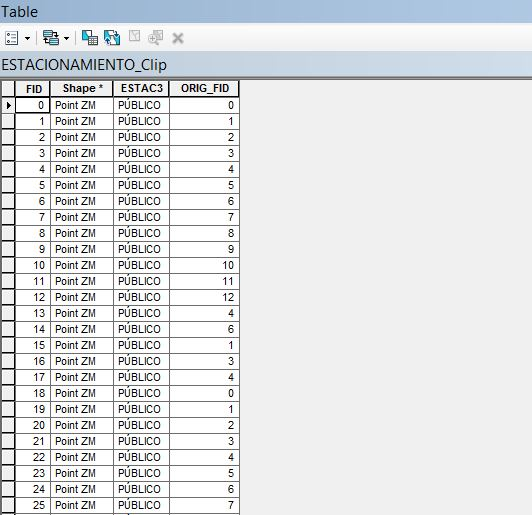 Table
ESTACIONAMIENTO_Clip
FID Shape * ESTAC3 ORIG_FID
0 Point ZM PÚBLICO 0
1 Point ZM PÚBLICO 1
2 Point ZM PÚBLICO 2
3 Point ZM PÚBLICO 3
4 Point ZM PÚBLICO 4
5 Point ZM PÚBLICO 5
6 Point ZM PÚBLICO 6
7 Point ZM PÚBLICO 7
8 Point ZM PÚBLICO 8
9 Point ZM PÚBLICO 9
10 Point ZM PÚBLICO 10
11 Point ZM PÚBLICO 11
12 Point ZM PÚBLICO 12
13 Point ZM PÚBLICO 4
14 Point ZM PÚBLICO 6
15 Point ZM PÚBLICO 1
16 Point ZM PÚBLICO 3
17 Point ZM PÚBLICO 4
18 Point ZM PÚBLICO 0
19 Point ZM PÚBLICO 1
20 Point ZM PÚBLICO 2
21 Point ZM PÚBLICO 3
22 Point ZM PÚBLICO 4
23 Point ZM PÚBLICO 5
24 Point ZM PÚBLICO 6
25 Point ZM PÚBLICO 7